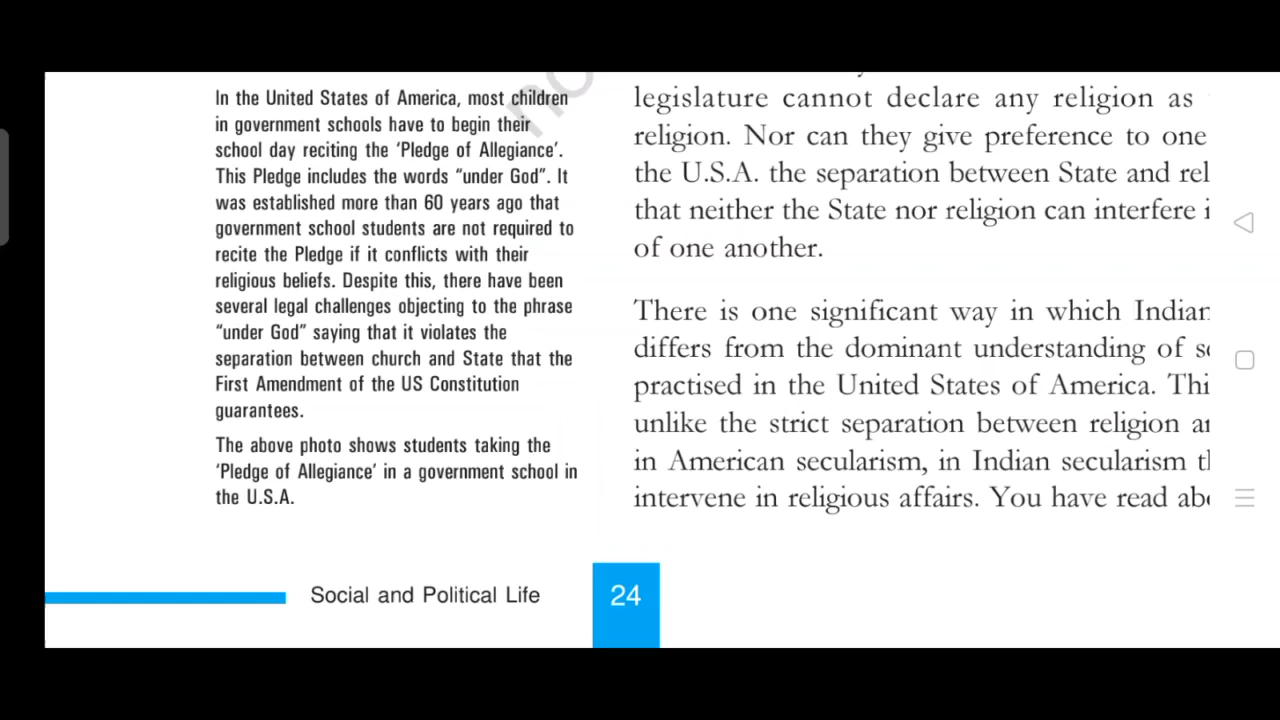 In the United States of America, most children
in government schools have to begin their
school day reciting the ‘Pledge of Allegiance’.
This Pledge includes the words “under God”. It
was established more than 60 years ago that
government school students are not required to
recite the Pledge if it conflicts with their
religious beliefs. Despite this, there have been
several legal challenges objecting to the phrase
“under God” saying that it violates the
separation between church and State that the
First Amendment of the US Constitution
guarantees.
The above photo shows students taking the
‘Pledge of Allegiance’ in a government school in
the U.S.A.
legislature cannot declare any religion as
religion. Nor can they give preference to one
the U.S.A. the separation between State and rel
that neither the State nor religion can interfere i
of one another.
There is one significant way in which Indian
differs from the dominant understanding of se
practised in the United States of America. Thi
unlike the strict separation between religion an
in American secularism, in Indian secularism th
intervene in religious affairs. You have read abo
Social and Political Life
24